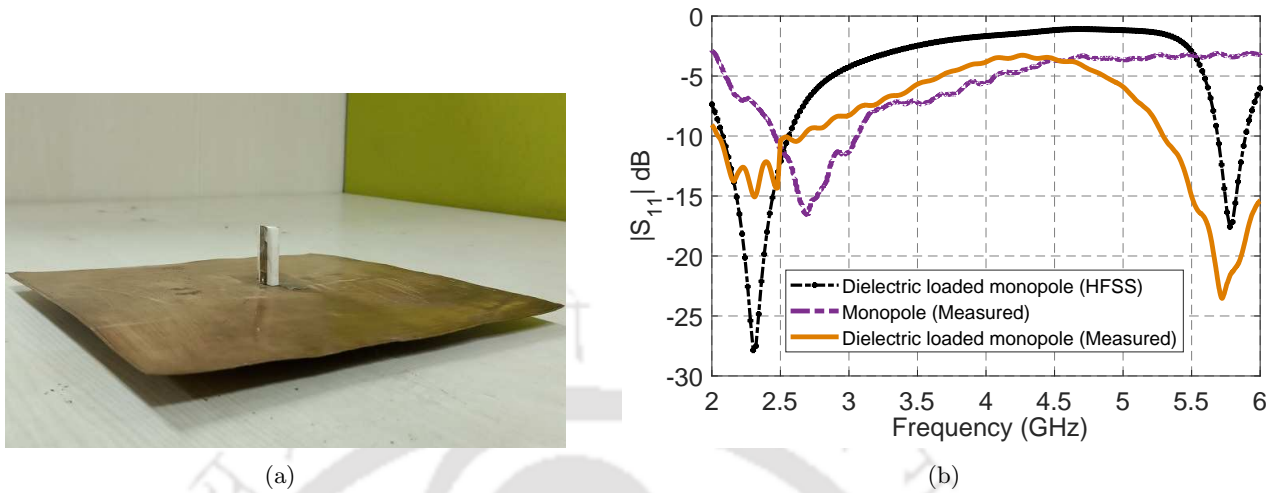 0
-5
-10
-15
-20
-25
-30
|S11| dB
Dielectric loaded monopole (HFSS)
Monopole (Measured)
Dielectric loaded monopole (Measured)
2 2.5 3 3.5 4 4.5 5 5.5 6
Frequency (GHz)
(a)
(b)